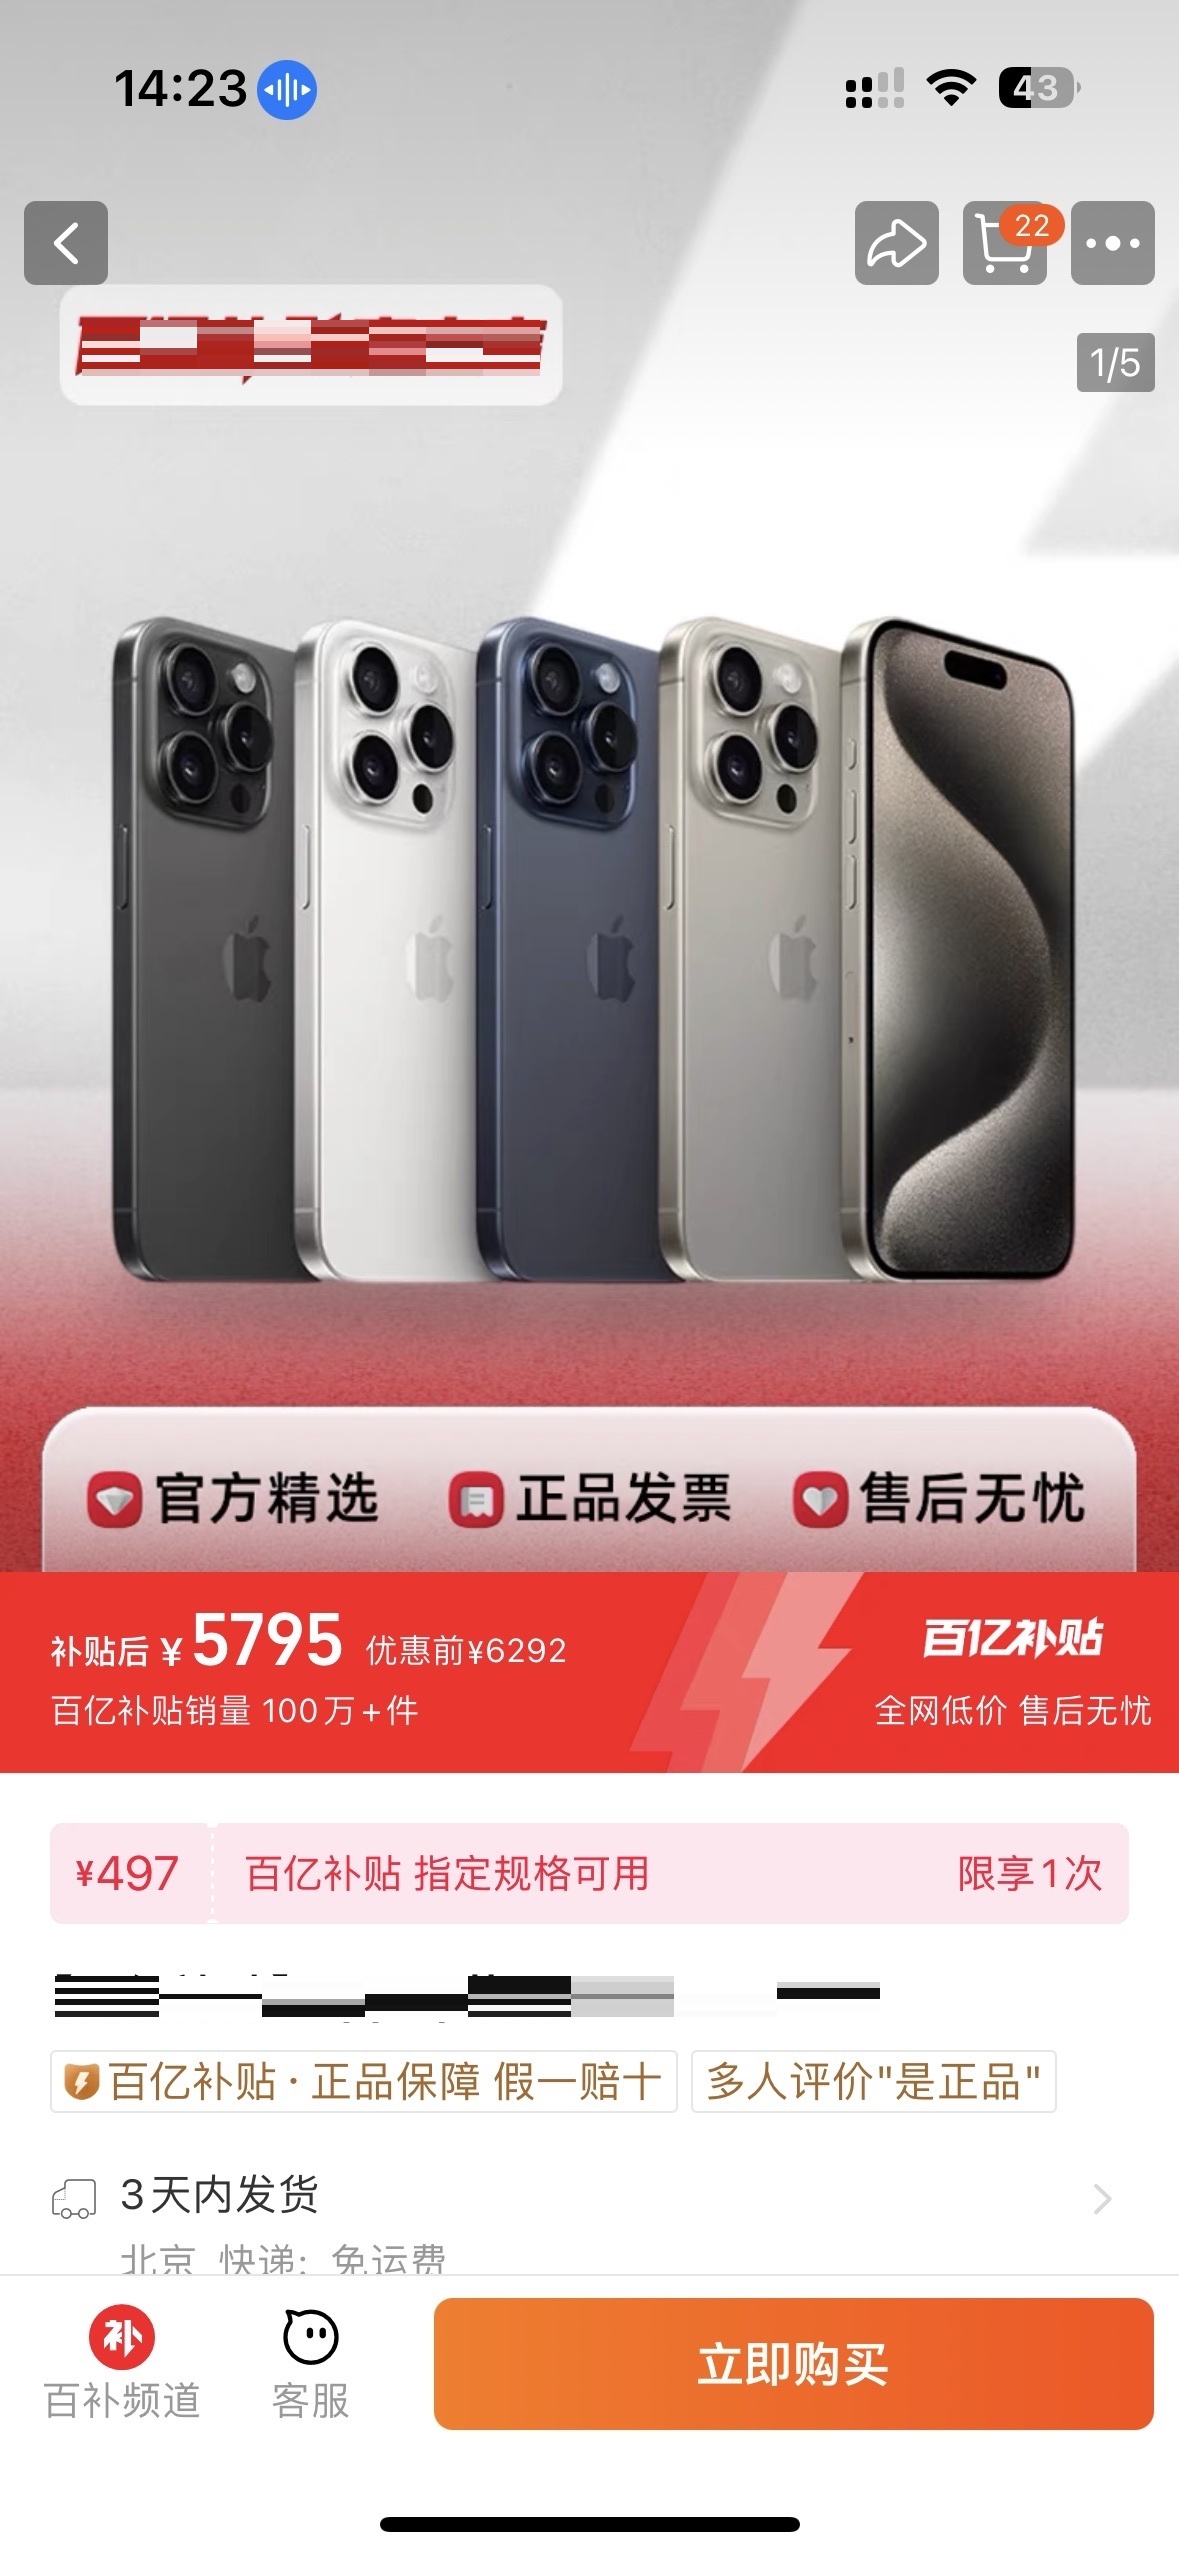 14:23
43
22
1/5
官方精选 正品发票 售后无忧
补贴后 ¥5795 优惠前¥6292
百亿补贴
百亿补贴销量 100万+件
全网低价 售后无忧
¥497 百亿补贴 指定规格可用 限享1次
百亿补贴·正品保障 假一赔十 多人评价"是正品"
3天内发货
北京 快递: 免运费
补
百补频道 客服
立即购买